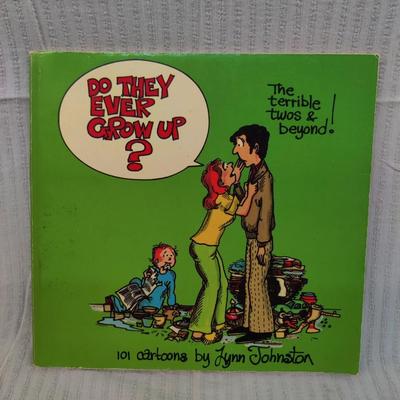 DO THEY
EVER
GROW UP
?
The
terrible
twos &
beyond!
101 cartoons by Lynn Johnston